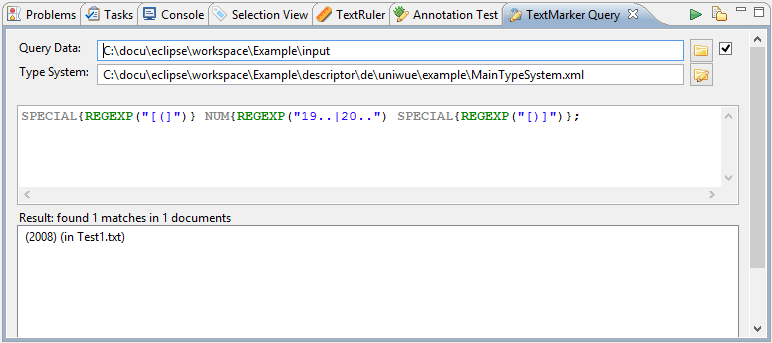 Problems Tasks Console Selection View TextRuler Annotation Test TextMarker Query
Query Data: C:\docu\eclipse\workspace\Example\input
Type System: C:\docu\eclipse\workspace\Example\descriptor\de\uniwue\example\MainTypeSystem.xml
SPECIAL{REGEXP("[(]")} NUM{REGEXP("19..|20..") SPECIAL{REGEXP("[)]")};
Result: found 1 matches in 1 documents
(2008) (in Test1.txt)